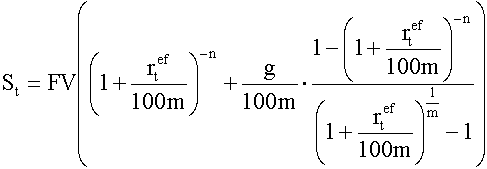 S_t = FV((1 + r_t^ef/100m)^−n + g/100m · (1 − (1 + r_t^ef/100m)^−n)/((1 + r_t^ef/100m)^(1/m) − 1))